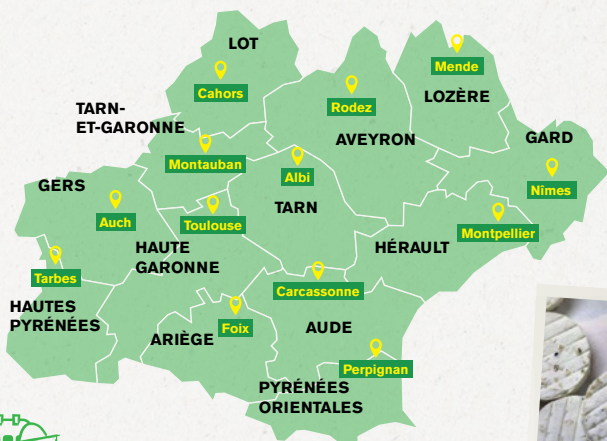 LOT
Cahors
Mende
LOZÈRE
Rodez
AVEYRON
TARN-
ET-GARONNE
Montauban
GARD
Nîmes
Albi
TARN
GERS
Auch
Toulouse
HAUTE
GARONNE
Montpellier
HÉRAULT
Tarbes
HAUTES
PYRÉNÉES
Carcassonne
AUDE
Foix
ARIÈGE
Perpignan
PYRÉNÉES
ORIENTALES